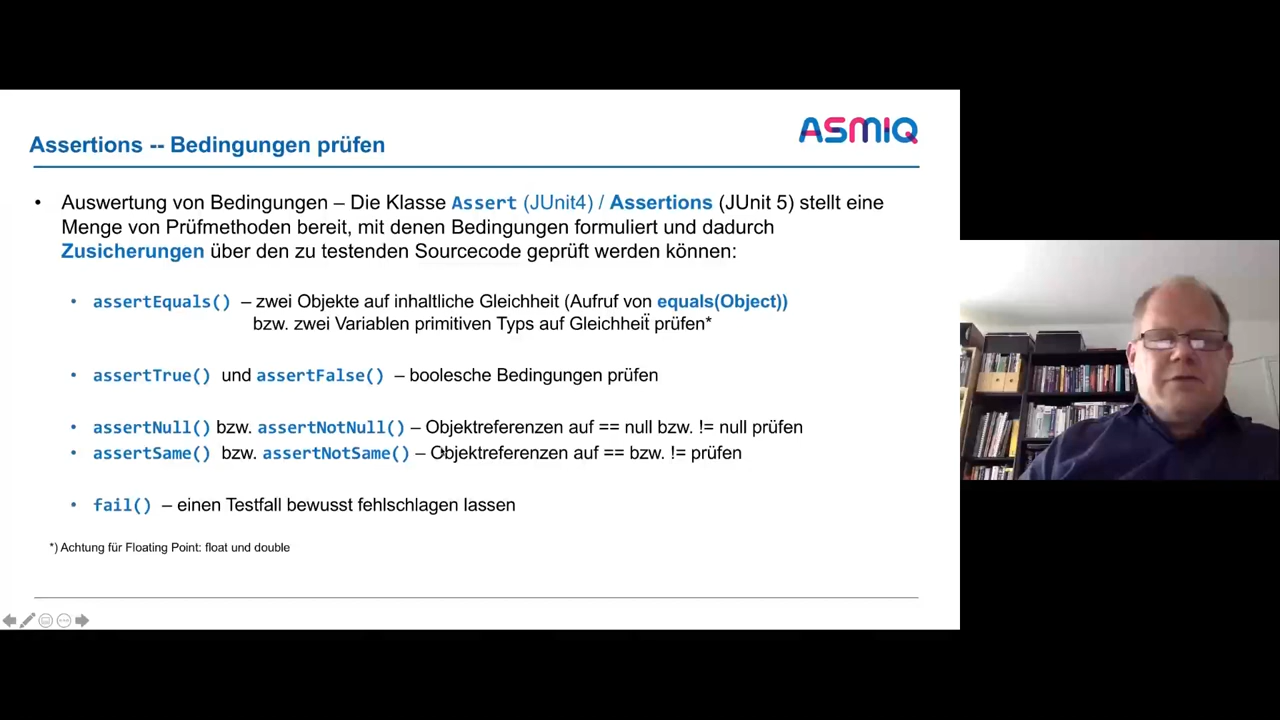 ASMIQ
Assertions -- Bedingungen prüfen
• Auswertung von Bedingungen – Die Klasse Assert (JUnit4) / Assertions (JUnit 5) stellt eine
Menge von Prüfmethoden bereit, mit denen Bedingungen formuliert und dadurch
Zusicherungen über den zu testenden Sourcecode geprüft werden können:
• assertEquals() – zwei Objekte auf inhaltliche Gleichheit (Aufruf von equals(Object))
bzw. zwei Variablen primitiven Typs auf Gleichheit prüfen*
• assertTrue() und assertFalse() – boolesche Bedingungen prüfen
• assertNull() bzw. assertNotNull() – Objektreferenzen auf == null bzw. != null prüfen
• assertSame() bzw. assertNotSame() – Objektreferenzen auf == bzw. != prüfen
• fail() – einen Testfall bewusst fehlschlagen lassen
*) Achtung für Floating Point: float und double